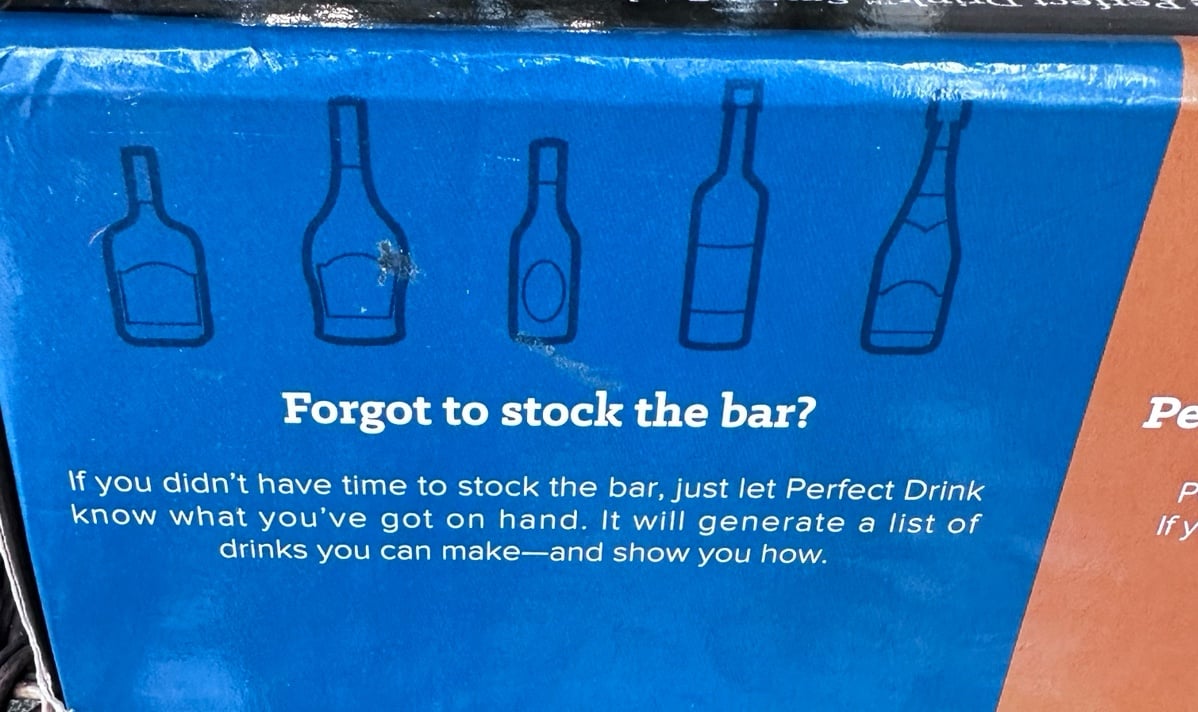 Forgot to stock the bar?
If you didn't have time to stock the bar, just let Perfect Drink
know what you've got on hand. It will generate a list of
drinks you can make—and show you how.
Pe
P
If y